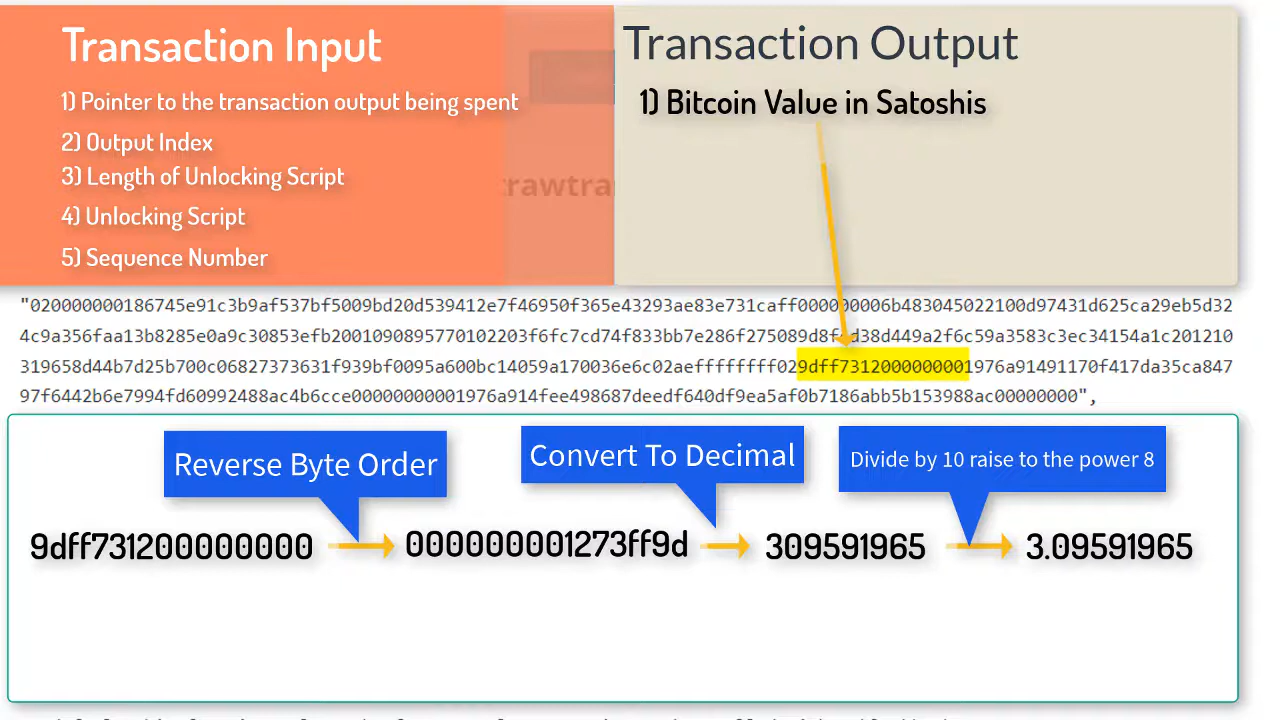 Transaction Input
1) Pointer to the transaction output being spent
2) Output Index
3) Length of Unlocking Script
4) Unlocking Script
5) Sequence Number
Transaction Output
1) Bitcoin Value in Satoshis
"020000000186745e91c3b9af537bf5009bd20d539412e7f46950f365e43293ae83e731caff000000006b483045022100d97431d625ca29eb5d32
4c9a356faa13b8285e0a9c30853efb2001090895770102203f6fc7cd74f833bb7e286f275089d8fed38d449a2f6c59a3583c3ec34154a1c201210
319658d44b7d25b700c06827373631f939bf0095a600bc14059a170036e6c02aeffffffff029dff7312000000001976a91491170f417da35ca847
97f6442b6e7994fd60992488ac4b6cce00000000001976a914fee498687deedf640df9ea5af0b7186abb5b153988ac00000000",
Reverse Byte Order
Convert To Decimal
Divide by 10 raise to the power 8
9dff731200000000 000000001273ff9d 309591965 3.09591965